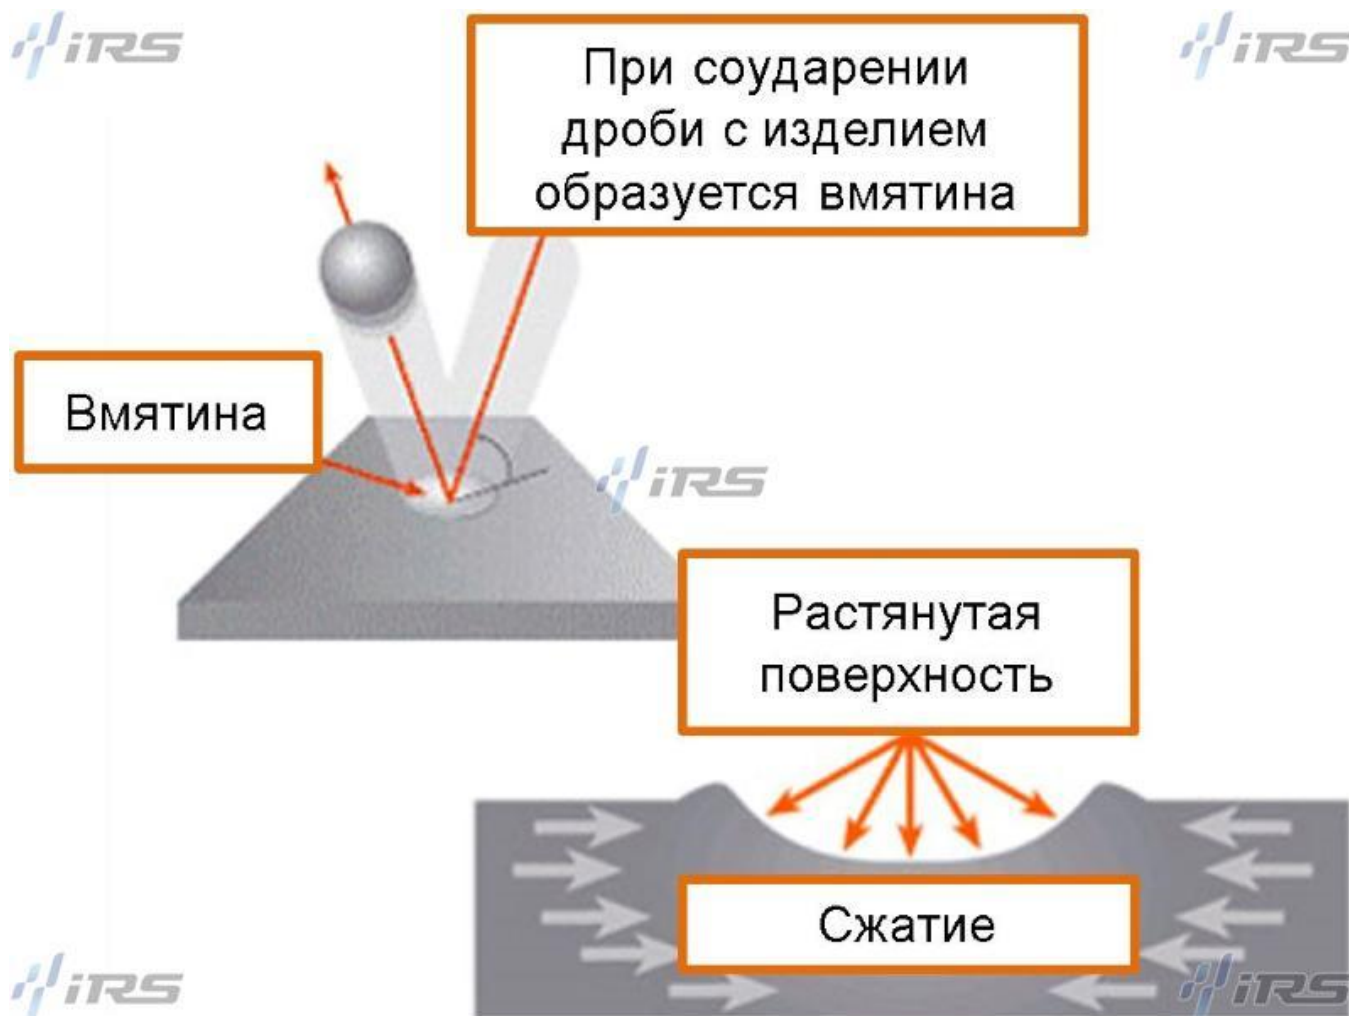 iRS
iRS
При соударении
дроби с изделием
образуется вмятина
Вмятина
iRS
Растянутая
поверхность
Сжатие
iRS
iRS